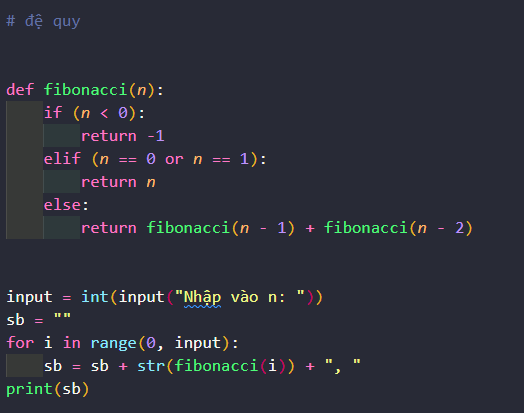 # đệ quy
def fibonacci(n):
    if (n < 0):
        return -1
    elif (n == 0 or n == 1):
        return n
    else:
        return fibonacci(n - 1) + fibonacci(n - 2)
input = int(input("Nhập vào n: "))
sb = ""
for i in range(0, input):
    sb = sb + str(fibonacci(i)) + ", "
print(sb)